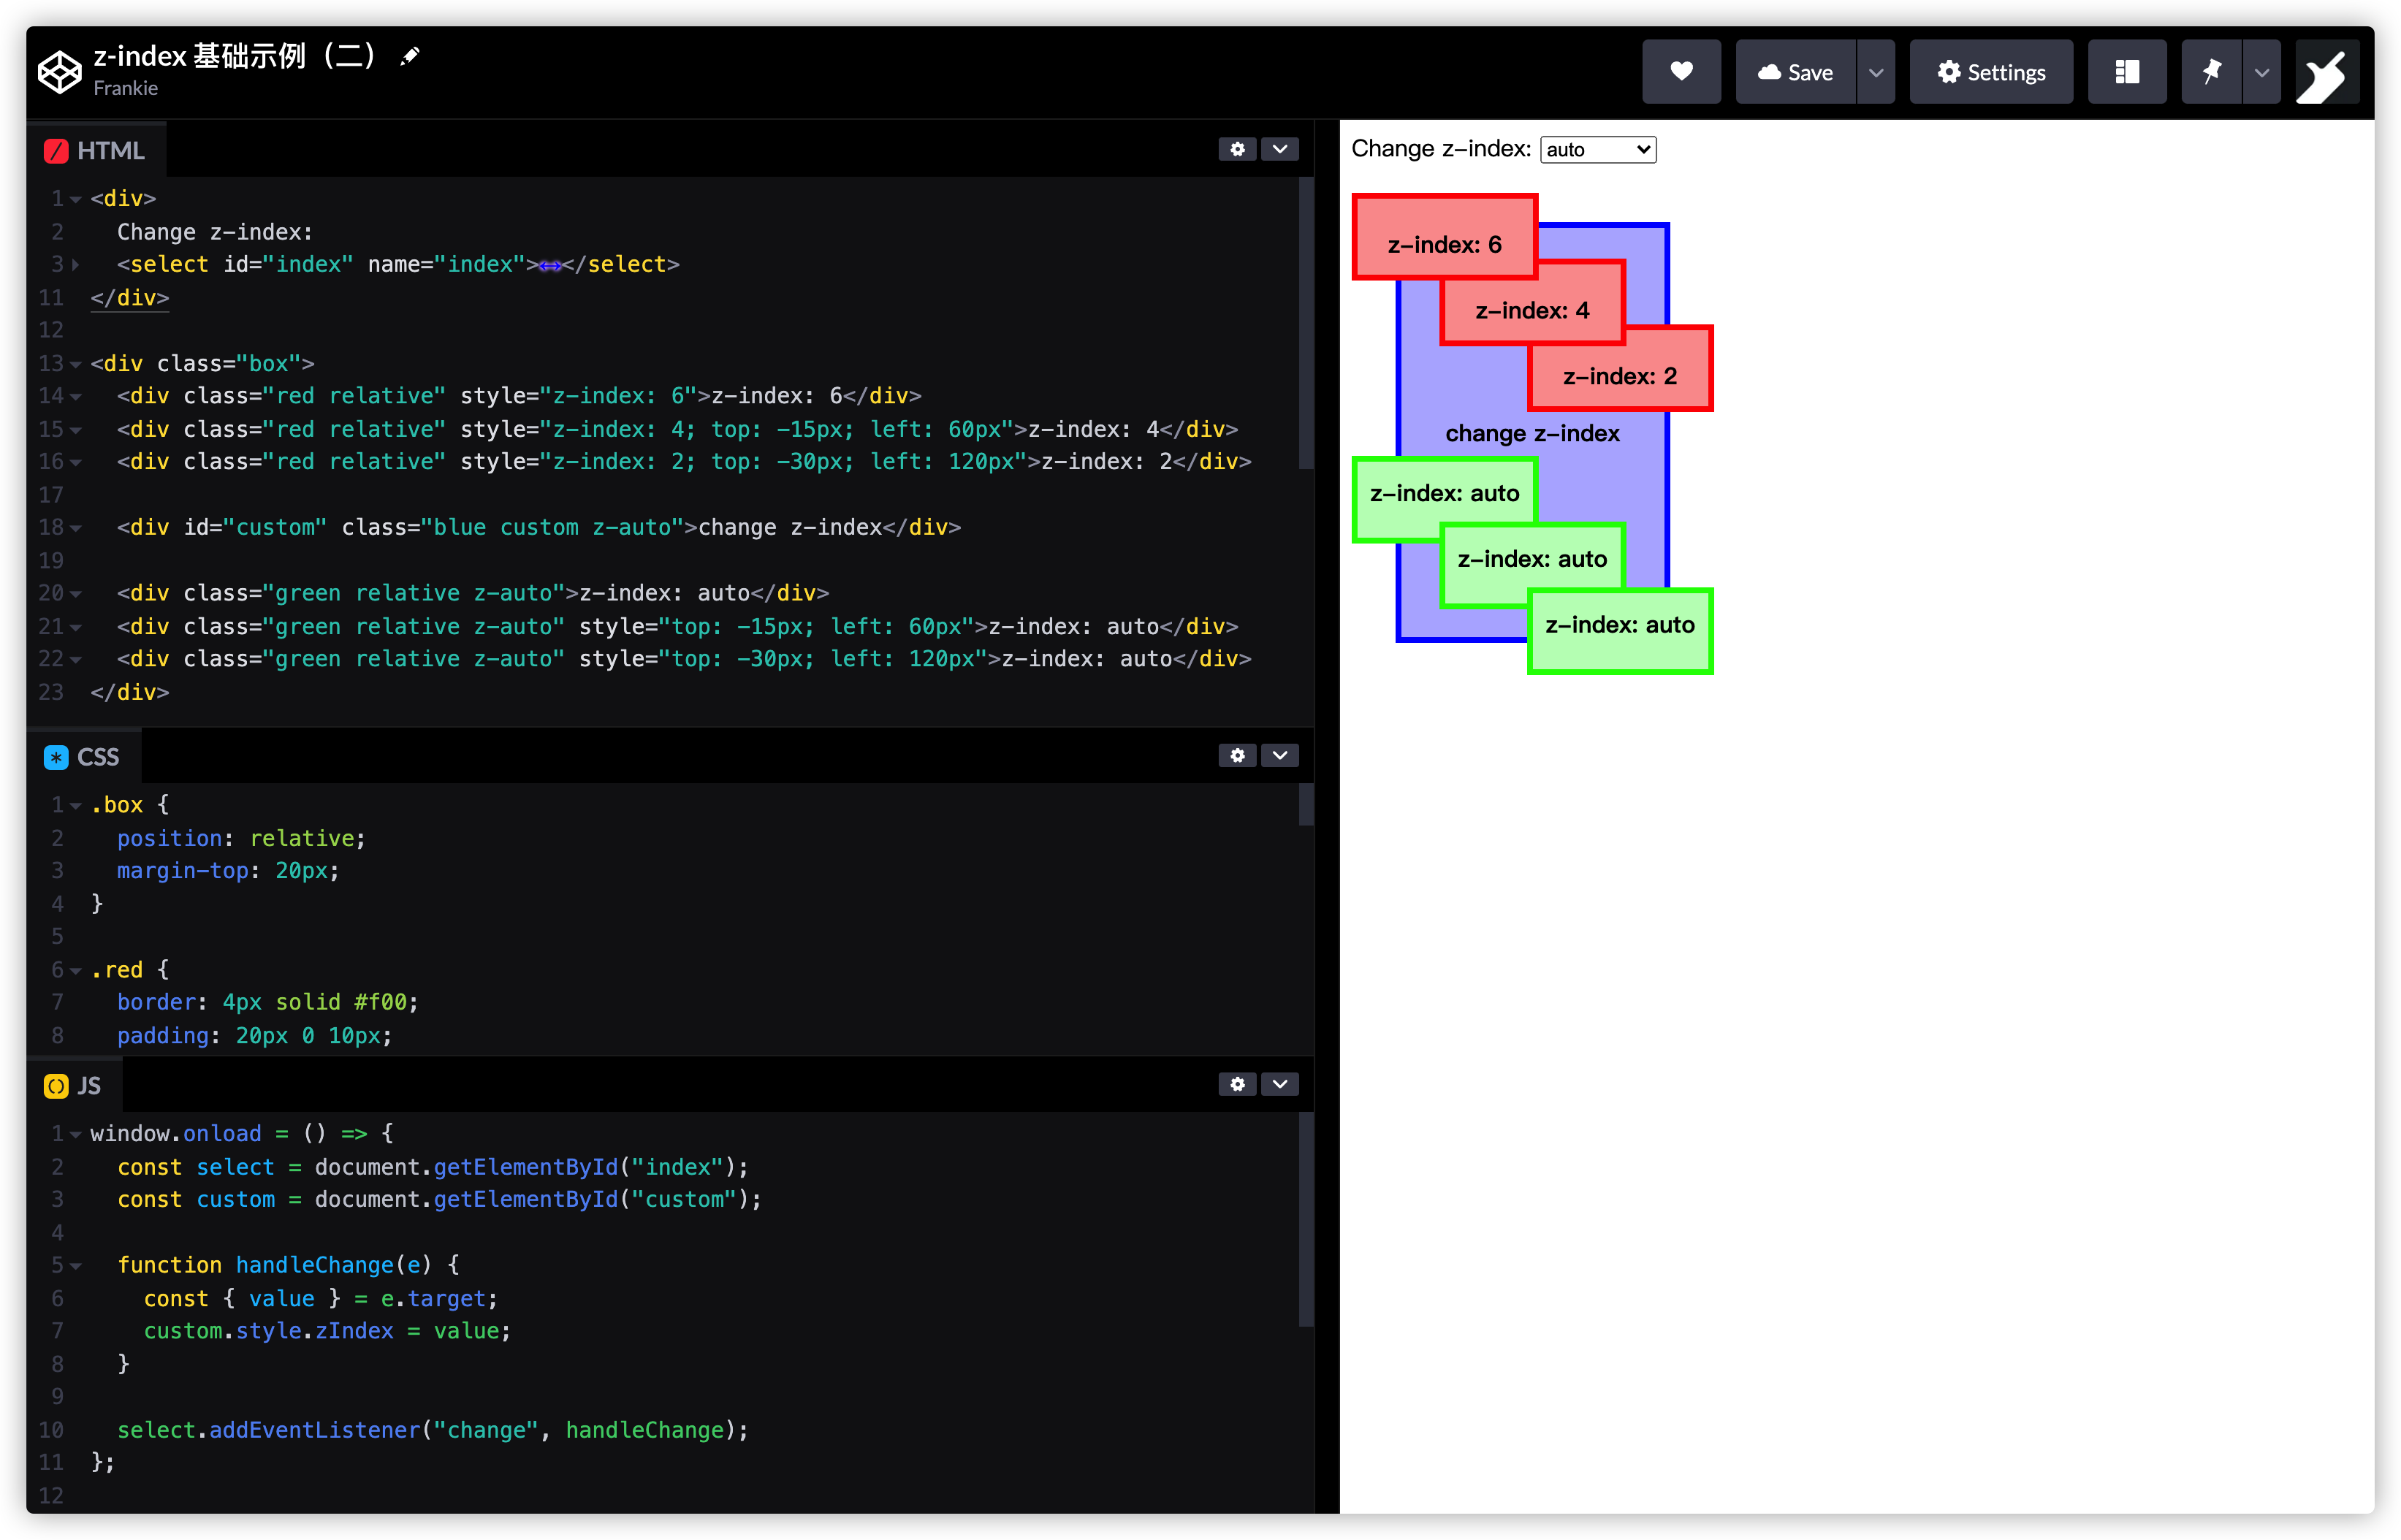 z-index 基础示例（二）
Frankie
Save
Settings
HTML
1 <div>
2   Change z-index:
3   <select id="index" name="index"></select>
11 </div>
12
13 <div class="box">
14   <div class="red relative" style="z-index: 6">z-index: 6</div>
15   <div class="red relative" style="z-index: 4; top: -15px; left: 60px">z-index: 4</div>
16   <div class="red relative" style="z-index: 2; top: -30px; left: 120px">z-index: 2</div>
17
18   <div id="custom" class="blue custom z-auto">change z-index</div>
19
20   <div class="green relative z-auto">z-index: auto</div>
21   <div class="green relative z-auto" style="top: -15px; left: 60px">z-index: auto</div>
22   <div class="green relative z-auto" style="top: -30px; left: 120px">z-index: auto</div>
23 </div>
CSS
1 .box {
2   position: relative;
3   margin-top: 20px;
4 }
5
6 .red {
7   border: 4px solid #f00;
8   padding: 20px 0 10px;
JS
1 window.onload = () => {
2   const select = document.getElementById("index");
3   const custom = document.getElementById("custom");
4
5   function handleChange(e) {
6     const { value } = e.target;
7     custom.style.zIndex = value;
8   }
9
10   select.addEventListener("change", handleChange);
11 };
12
Change z-index: auto
z-index: 6
z-index: 4
z-index: 2
change z-index
z-index: auto
z-index: auto
z-index: auto